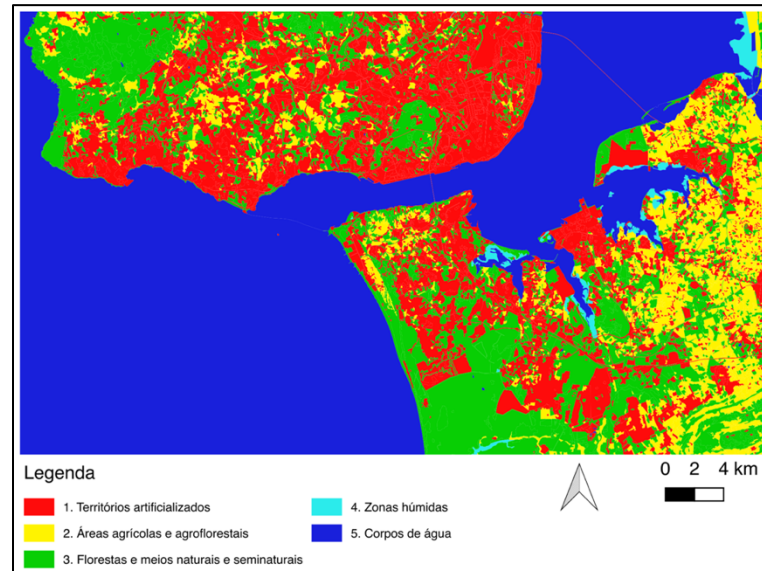 Legenda
1. Territórios artificializados
2. Áreas agrícolas e agroflorestais
3. Florestas e meios naturais e seminaturais
4. Zonas húmidas
5. Corpos de água
0 2 4 km